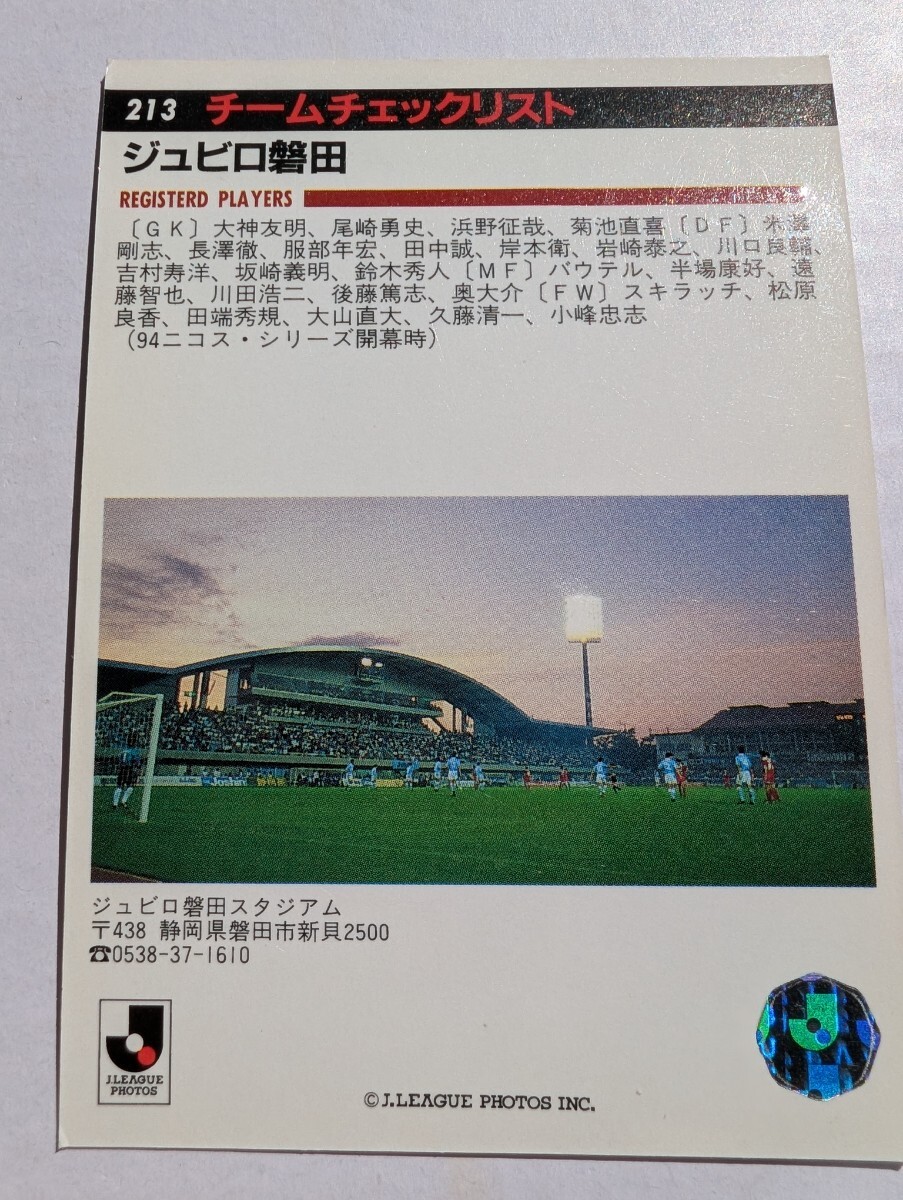 213 チームチェックリスト
ジュビロ磐田
REGISTERD PLAYERS
〔GK〕大神友明、尾崎勇史、浜野征哉、菊池直喜〔DF〕米澤
剛志、長澤徹、服部年宏、田中誠、岸本衛、岩崎泰之、川口良輔、
吉村寿洋、坂崎義明、鈴木秀人〔MF〕バウテル、半場康好、遠
藤智也、川田浩二、後藤篤志、奥大介〔FW〕スキラッチ、松原
良香、田端秀規、大山直大、久藤清一、小峰忠志
(94ニコス・シリーズ開幕時)
ジュビロ磐田スタジアム
〒438 静岡県磐田市新貝2500
☎0538-37-1610
J.LEAGUE
PHOTOS
©J.LEAGUE PHOTOS INC.